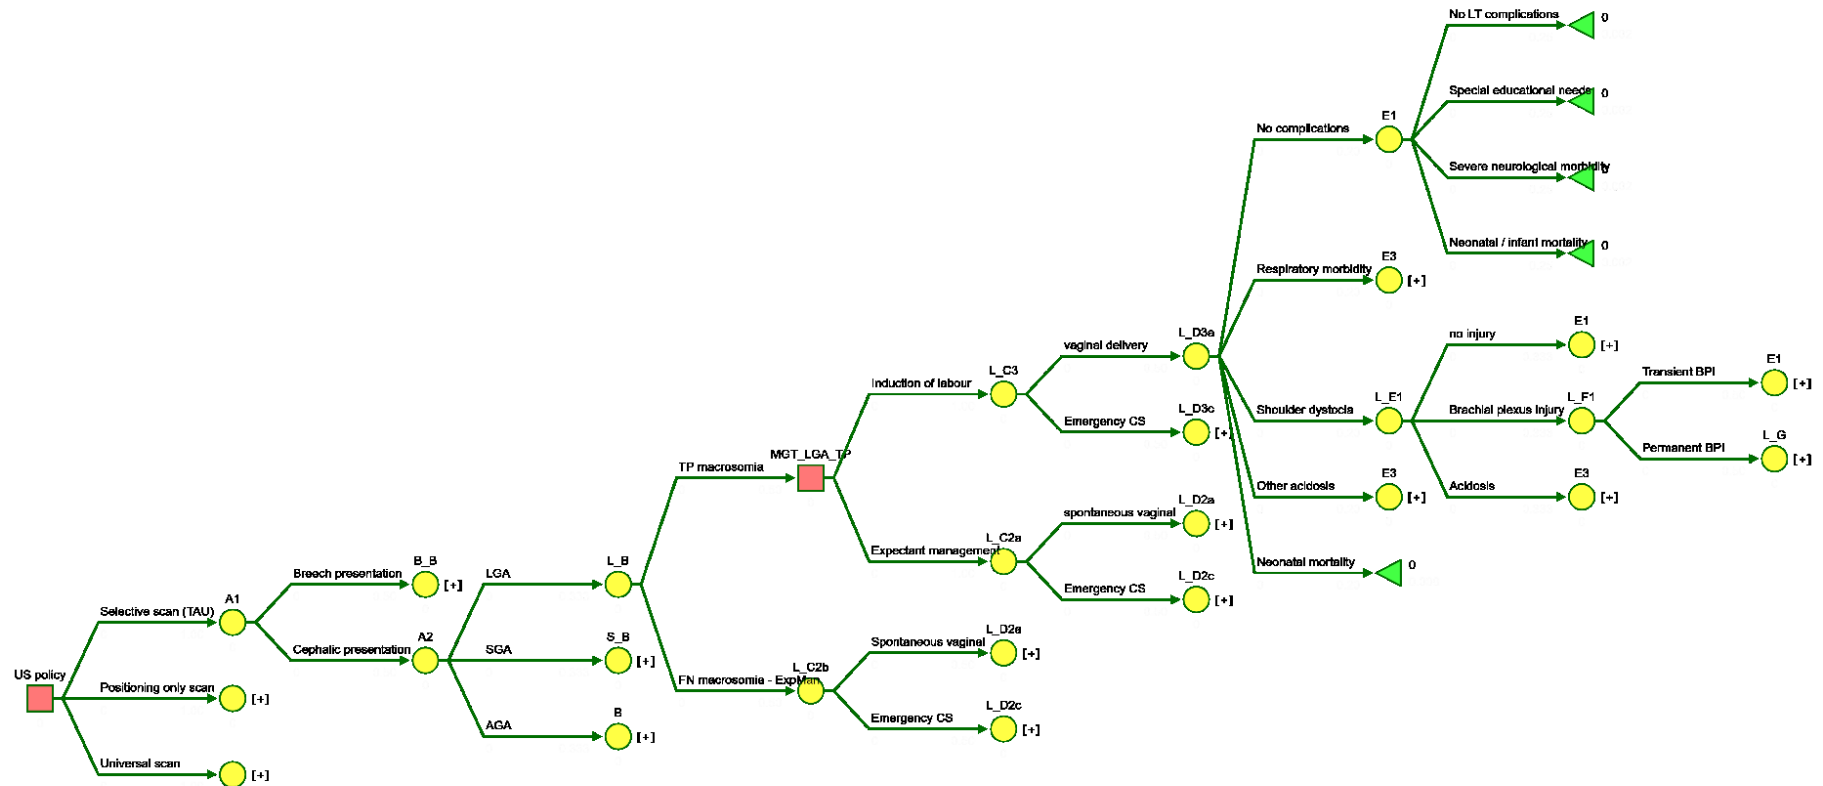 No LT complications
0
Special educational needs
0
E1
No complications
Severe neurological morbidity
0
Neonatal / infant mortality
0
E3
Respiratory morbidity
[+]
E1
no injury
[+]
L_D3a
vaginal delivery
L_C3
Induction of labour
E1
Transient BPI
[+]
L_E1
Shoulder dystocia
L_F1
Brachial plexus injury
L_D3c
Emergency CS
[+]
L_G
Permanent BPI
[+]
MGT_LGA_TP
TP macrosomia
E3
Other acidosis
[+]
E3
Acidosis
[+]
L_D2a
spontaneous vaginal
[+]
L_C2a
Expectant management
Neonatal mortality
0
B_B
Breech presentation
[+]
L_B
LGA
L_D2c
Emergency CS
[+]
A1
Selective scan (TAU)
A2
Cephalic presentation
S_B
SGA
[+]
L_D2a
Spontaneous vaginal
[+]
US policy
L_C2b
FN macrosomia - ExpMan
Positioning only scan
[+]
B
AGA
[+]
L_D2c
Emergency CS
[+]
Universal scan
[+]